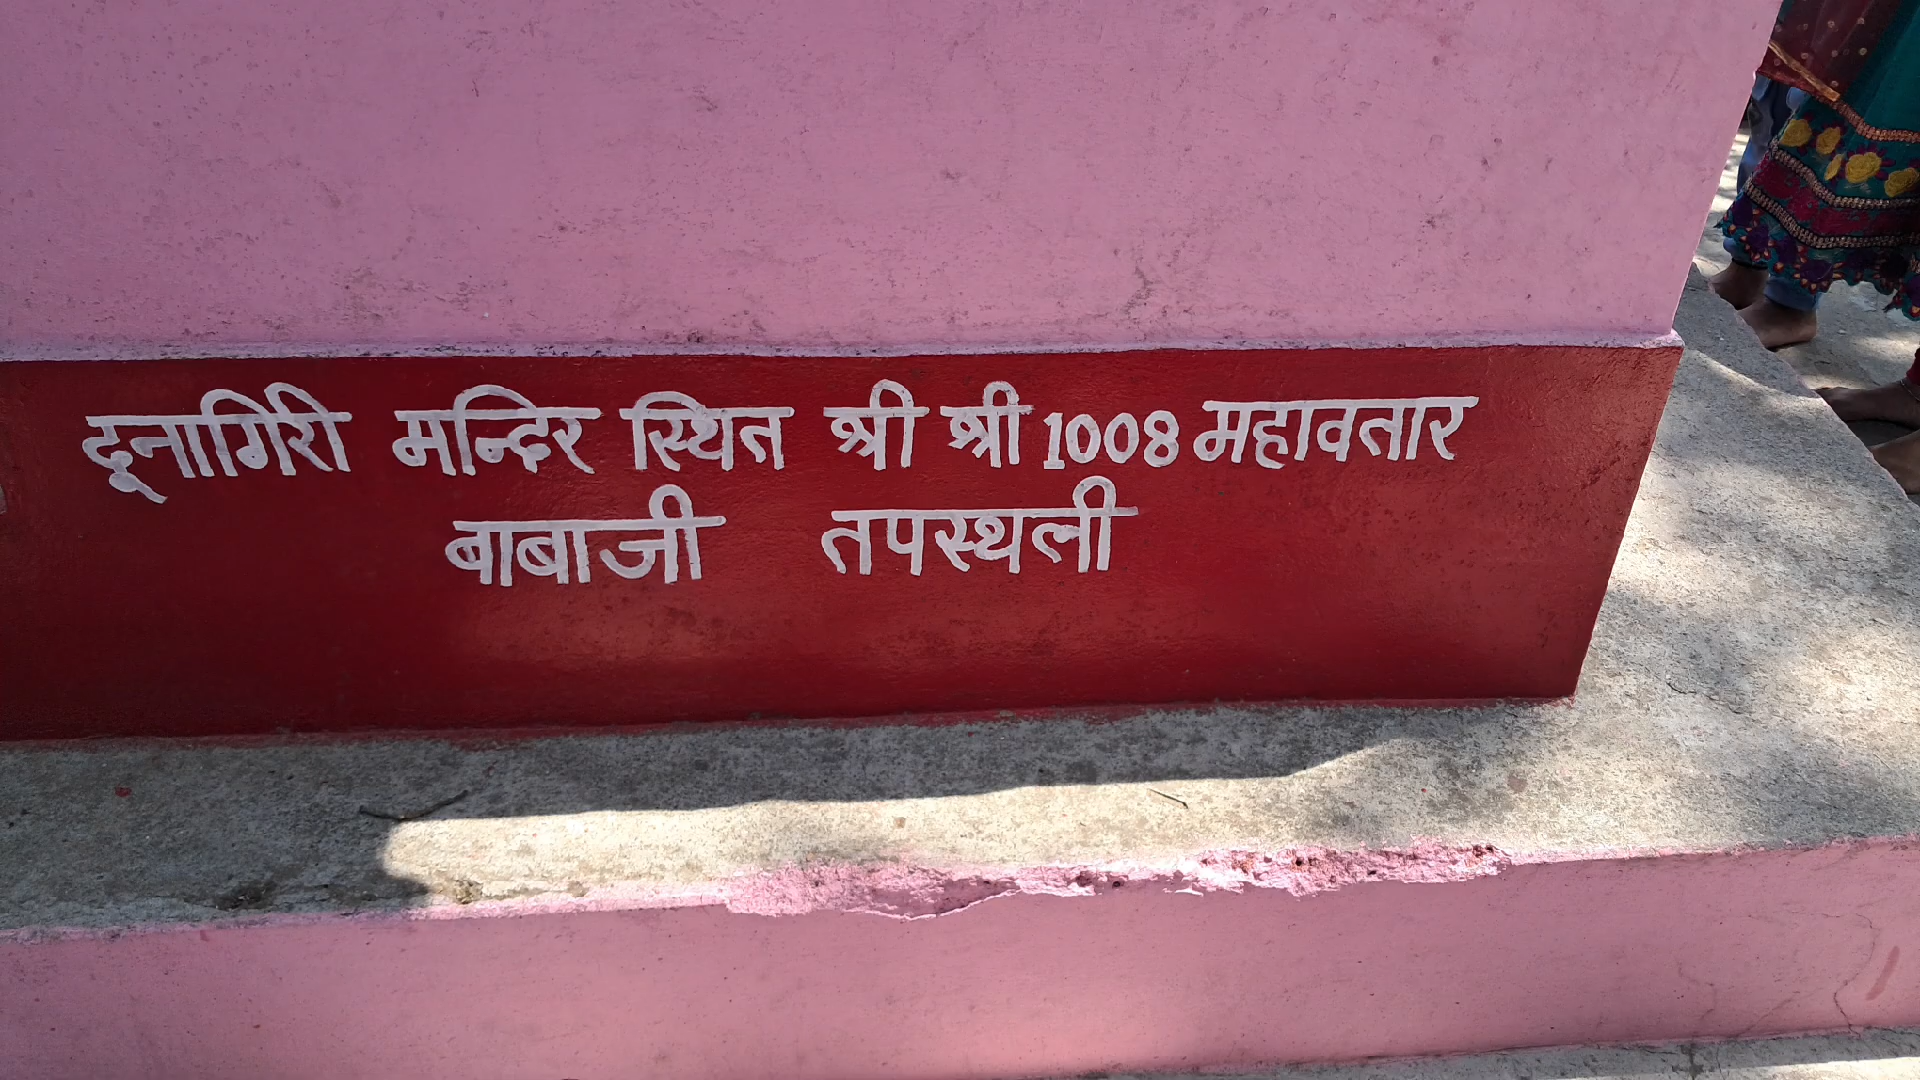 दूनागिरी मन्दिर स्थित श्री श्री 1008 महावतार
बाबाजी तपस्थली